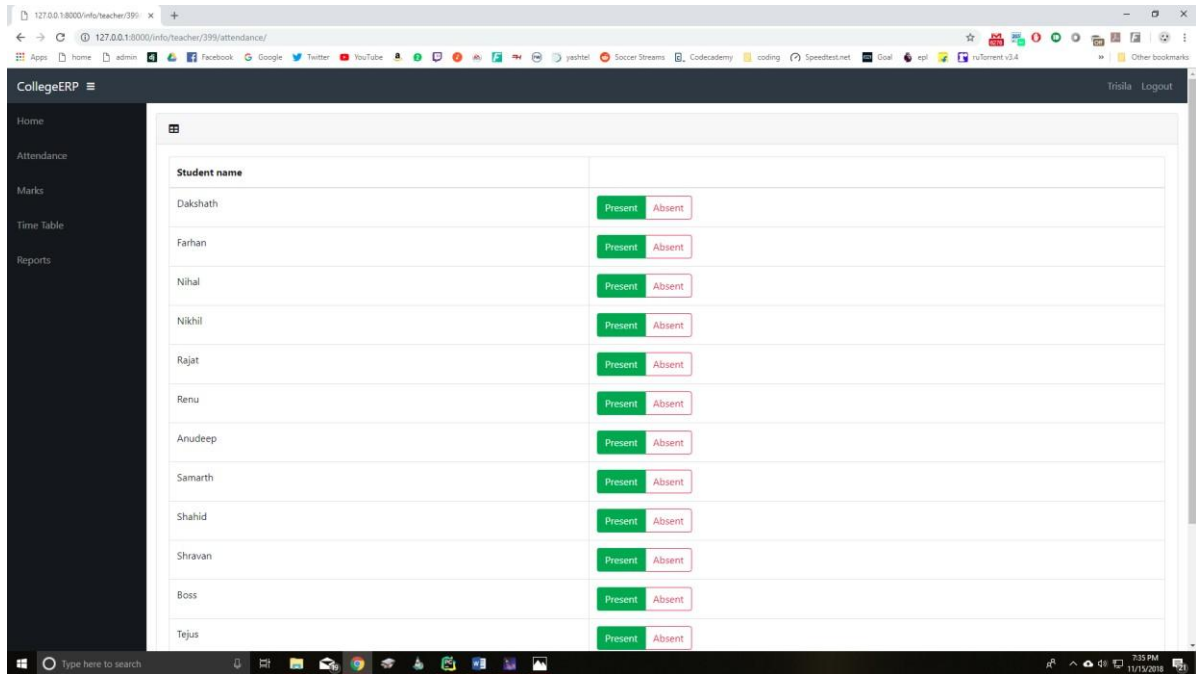 127.0.0.1:8000/info/teacher/399
127.0.0.1:8000/info/teacher/399/attendance/
Apps home admin Facebook Google Twitter YouTube yashtel Soccer Streams Codecademy coding Speedtest.net Goal epl ruTorrent v3.4 » Other bookmarks
CollegeERP Trisila Logout
Home
Attendance
Marks
Time Table
Reports
Student name
Dakshath Present Absent
Farhan Present Absent
Nihal Present Absent
Nikhil Present Absent
Rajat Present Absent
Renu Present Absent
Anudeep Present Absent
Samarth Present Absent
Shahid Present Absent
Shravan Present Absent
Boss Present Absent
Tejus Present Absent
Type here to search
7:35 PM
11/15/2018